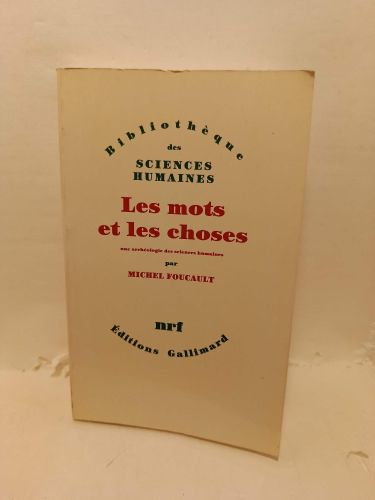 Bibliothèque
des
SCIENCES
HUMAINES
Les mots
et les choses
une archéologie des sciences humaines
par
MICHEL FOUCAULT
nrf
Éditions Gallimard